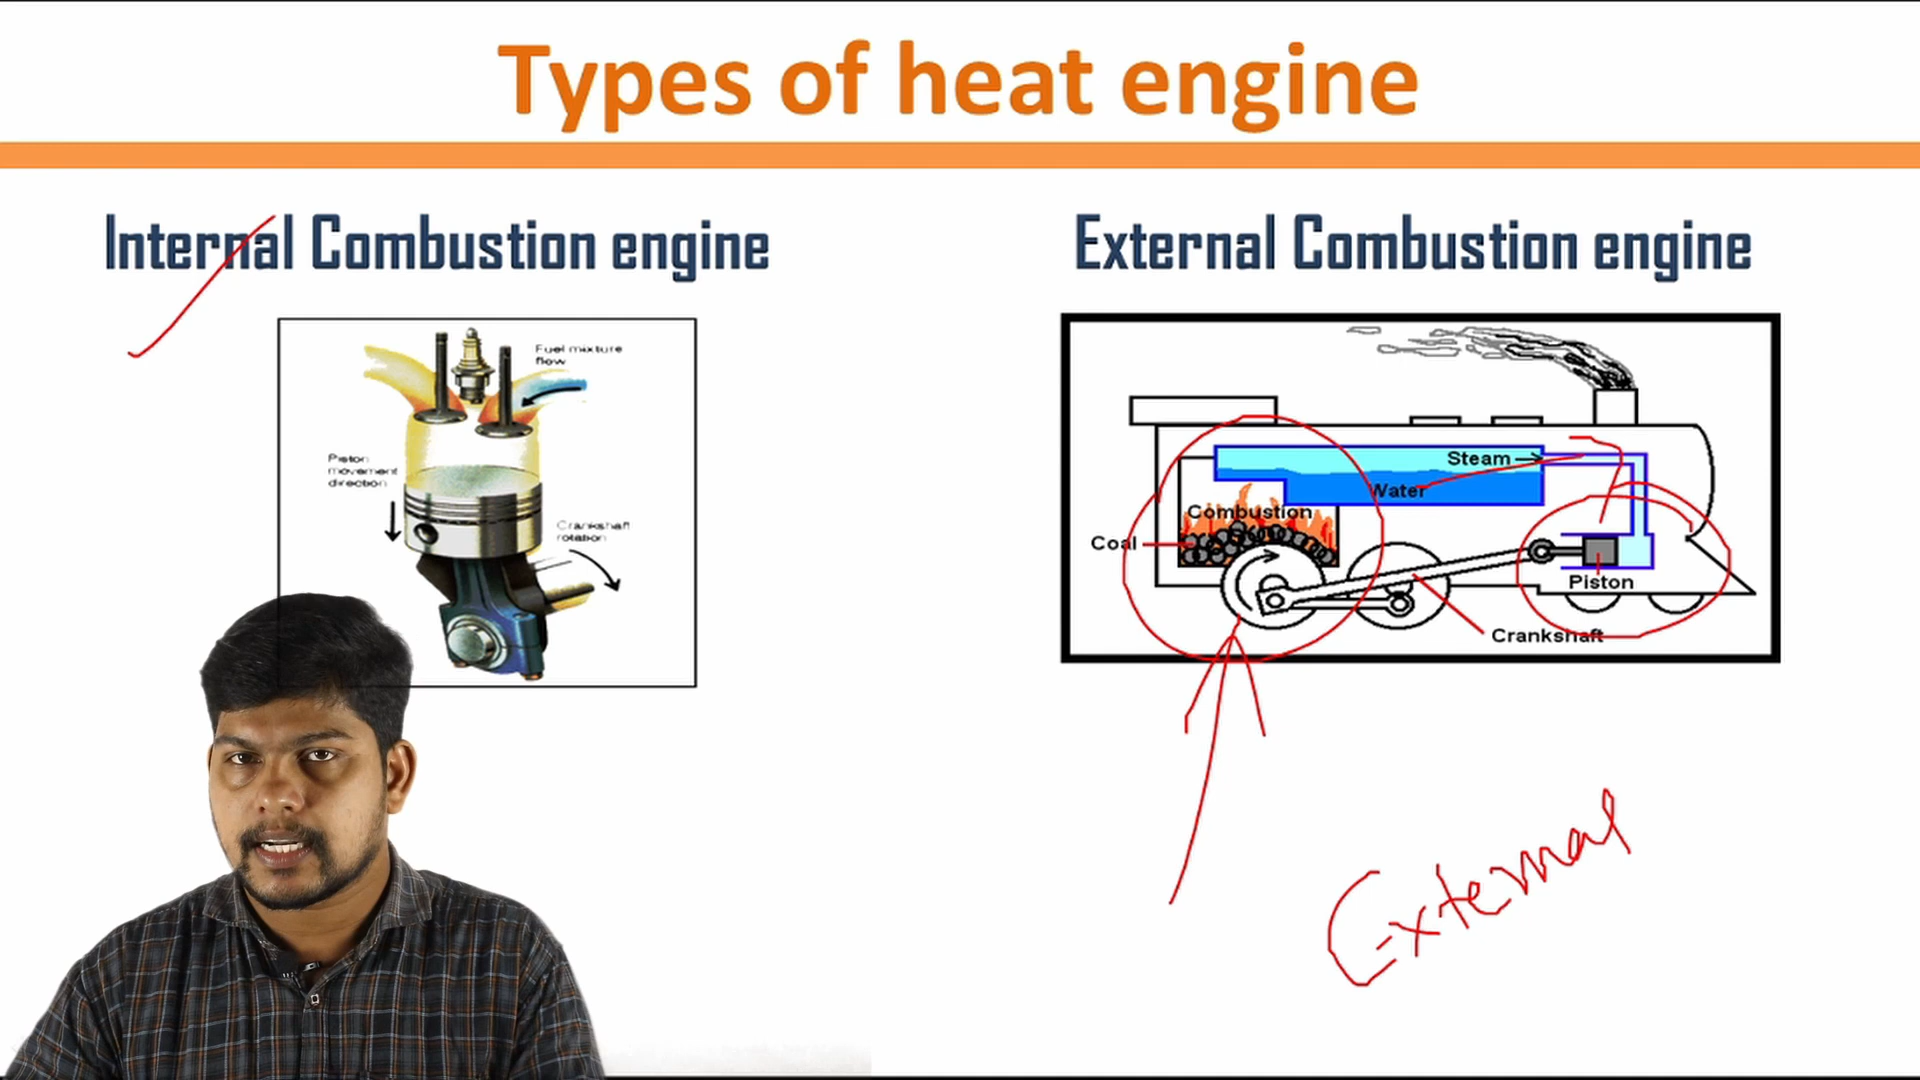 Types of heat engine
Internal Combustion engine
External Combustion engine
Fuel mixture
flow
Piston
movement
direction
Crankshaft
rotation
Steam
Water
Combustion
Coal
Piston
Crankshaft
External